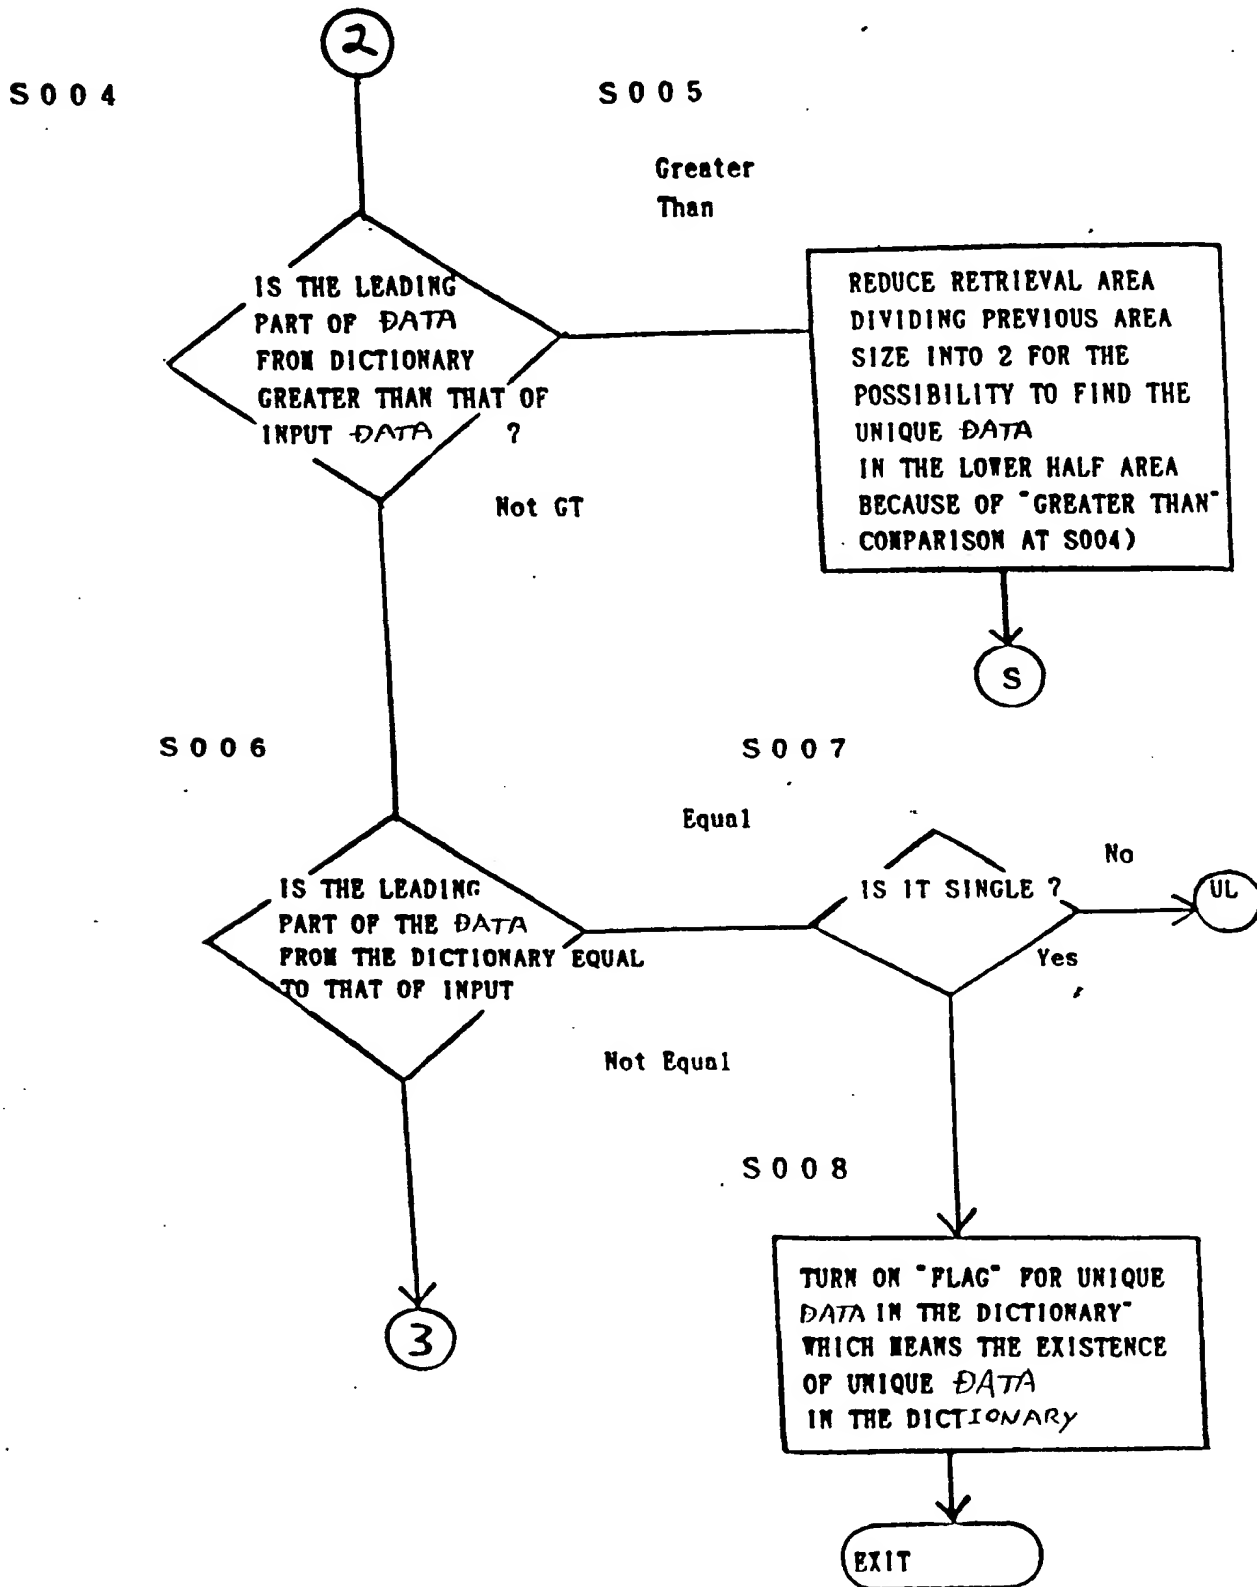 2
S004
S005
Greater
Than
IS THE LEADING
PART OF DATA
FROM DICTIONARY
GREATER THAN THAT OF
INPUT DATA ?
Not GT
REDUCE RETRIEVAL AREA
DIVIDING PREVIOUS AREA
SIZE INTO 2 FOR THE
POSSIBILITY TO FIND THE
UNIQUE DATA
IN THE LOWER HALF AREA
BECAUSE OF "GREATER THAN"
COMPARISON AT S004)
S
S006
S007
Equal
IS THE LEADING
PART OF THE DATA
FROM THE DICTIONARY EQUAL
TO THAT OF INPUT
Not Equal
IS IT SINGLE ?
No
UL
Yes
3
S008
TURN ON "FLAG" FOR UNIQUE
DATA IN THE DICTIONARY"
WHICH MEANS THE EXISTENCE
OF UNIQUE DATA
IN THE DICTIONARY
EXIT